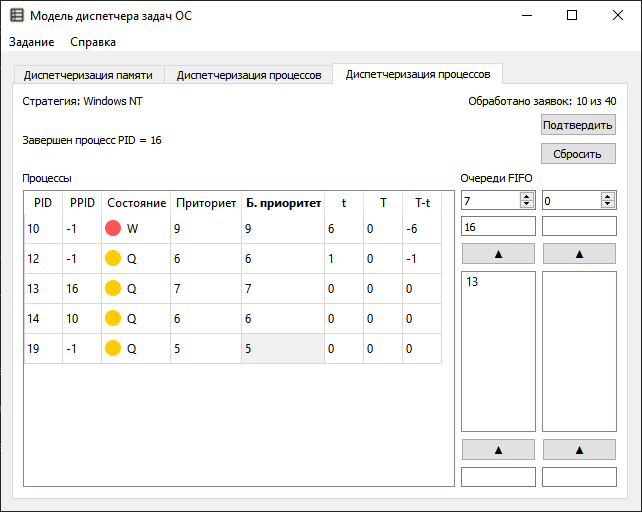 Модель диспетчера задач ОС
Задание Справка
Диспетчеризация памяти Диспетчеризация процессов Диспетчеризация процессов
Стратегия: Windows NT Обработано заявок: 10 из 40
Подтвердить
Завершен процесс PID = 16
Сбросить
Процессы Очереди FIFO
PID PPID Состояние Приториет Б. приоритет t T T-t
7 0
10 -1 W 9 9 6 0 -6
16
12 -1 Q 6 6 1 0 -1
▲ ▲
13 16 Q 7 7 0 0 0
13
14 10 Q 6 6 0 0 0
19 -1 Q 5 5 0 0 0
▲ ▲